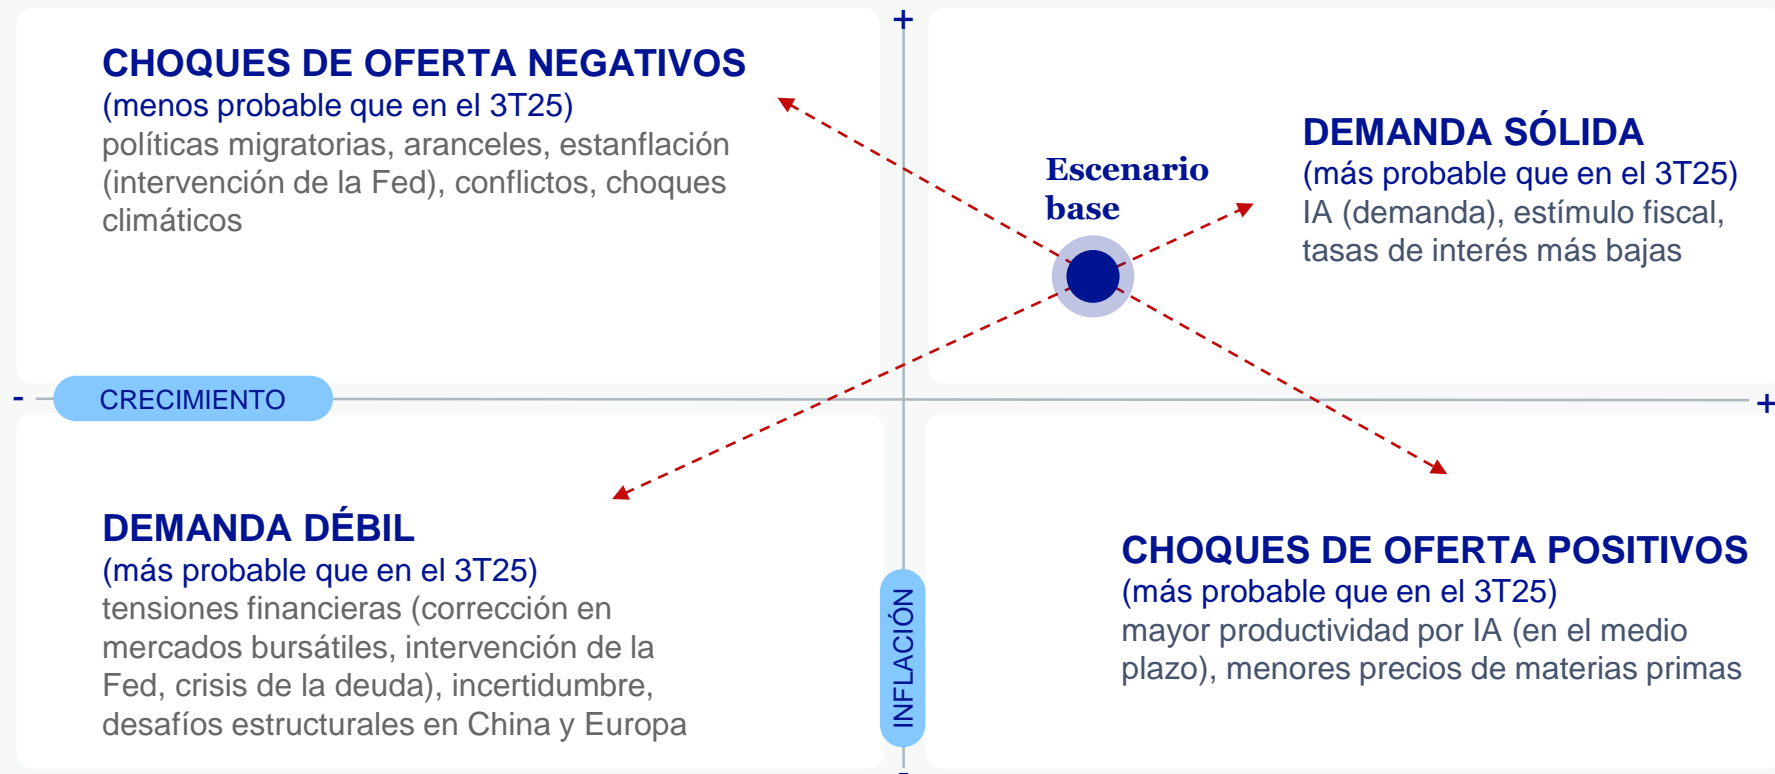 +
CHOQUES DE OFERTA NEGATIVOS
(menos probable que en el 3T25)
políticas migratorias, aranceles, estanflación
(intervención de la Fed), conflictos, choques
climáticos
Escenario
base
DEMANDA SÓLIDA
(más probable que en el 3T25)
IA (demanda), estímulo fiscal,
tasas de interés más bajas
-
CRECIMIENTO
+
DEMANDA DÉBIL
(más probable que en el 3T25)
tensiones financieras (corrección en
mercados bursátiles, intervención de la
Fed, crisis de la deuda), incertidumbre,
desafíos estructurales en China y Europa
INFLACIÓN
-
CHOQUES DE OFERTA POSITIVOS
(más probable que en el 3T25)
mayor productividad por IA (en el medio
plazo), menores precios de materias primas